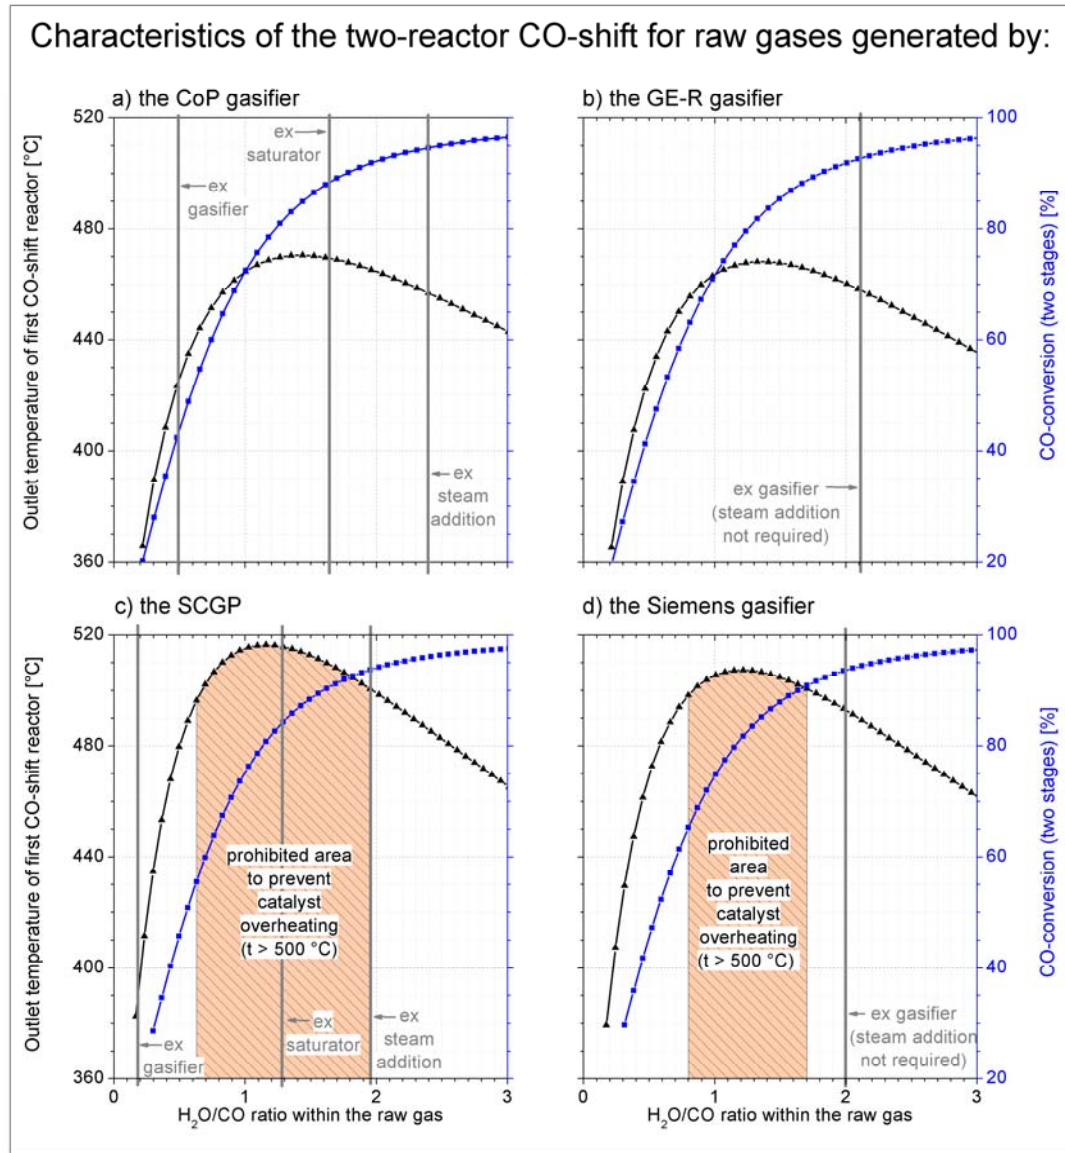 Characteristics of the two-reactor CO-shift for raw gases generated by:
a) the CoP gasifier
Outlet temperature of first CO-shift reactor [°C]
520
480
440
400
360
ex
saturator
ex
gasifier
ex
steam
addition
b) the GE-R gasifier
ex gasifier
(steam addition
not required)
100
80
60
40
20
CO-conversion (two stages) [%]
c) the SCGP
Outlet temperature of first CO-shift reactor [°C]
520
480
440
400
360
prohibited area
to prevent
catalyst
overheating
(t > 500 °C)
ex
gasifier
ex
saturator
ex
steam
addition
0
1
2
3
H₂O/CO ratio within the raw gas
d) the Siemens gasifier
prohibited
area
to prevent
catalyst
overheating
(t > 500 °C)
ex gasifier
(steam addition
not required)
100
80
60
40
20
CO-conversion (two stages) [%]
0
1
2
3
H₂O/CO ratio within the raw gas